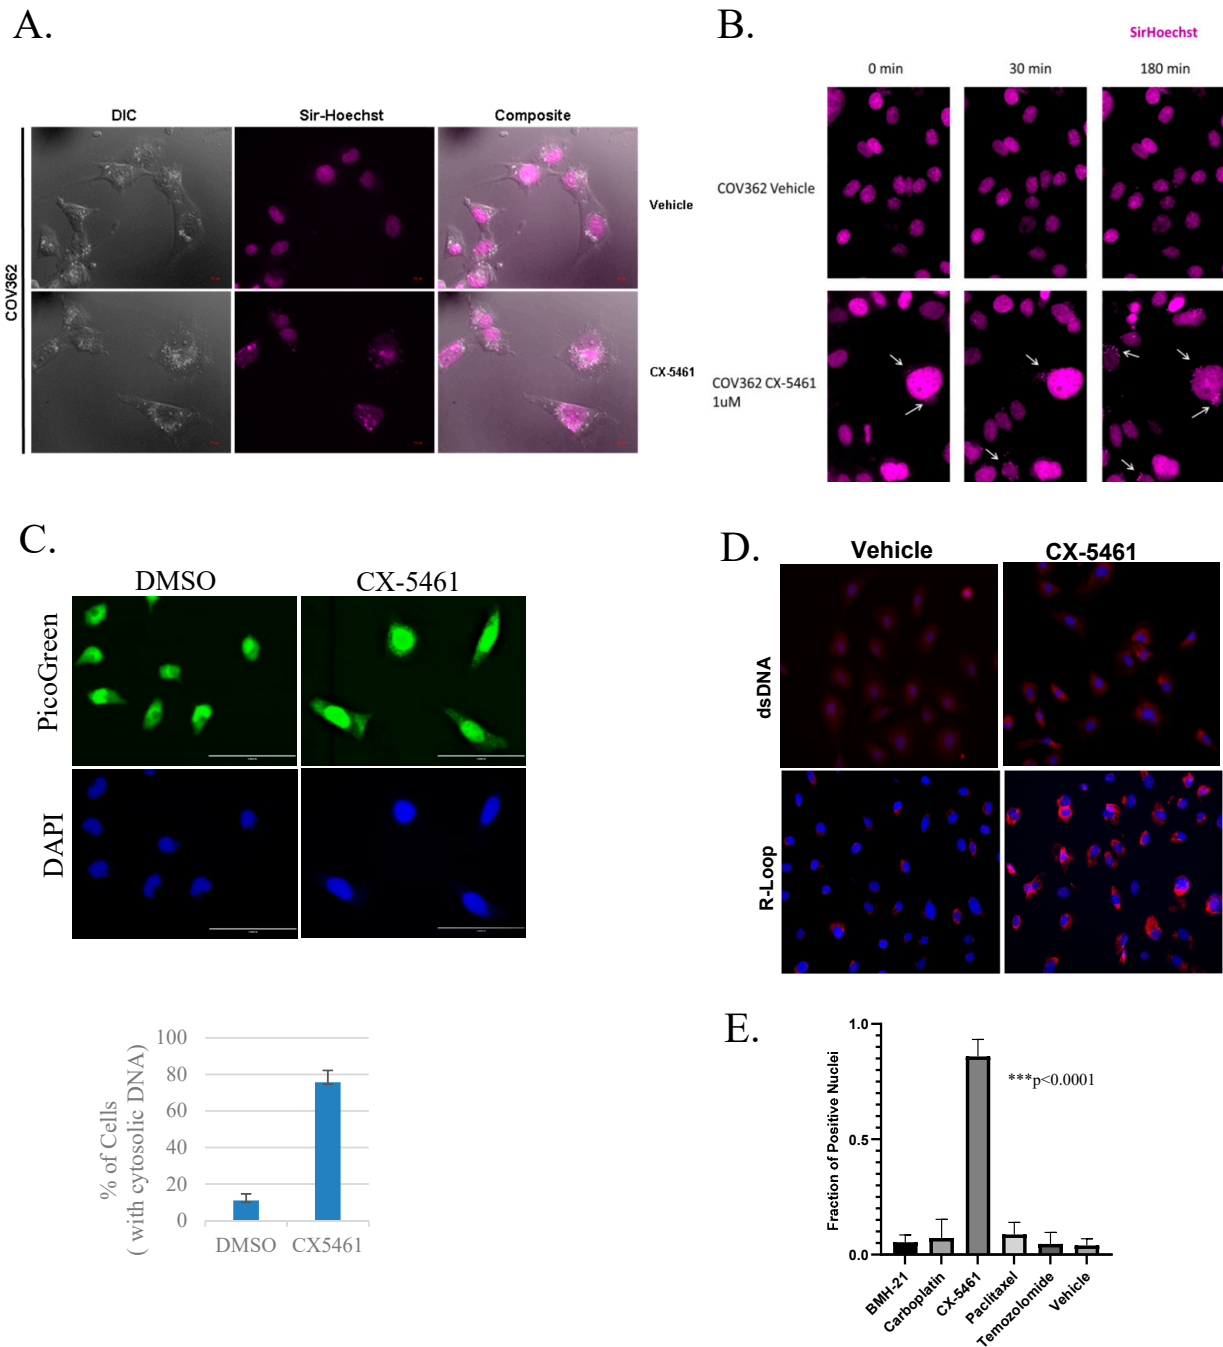 A.
DIC
Sir-Hoechst
Composite
COV362
Vehicle
CX-5461
B.
SirHoechst
0 min
30 min
180 min
COV362 Vehicle
COV362 CX-5461
1uM
C.
DMSO
CX-5461
PicoGreen
DAPI
100
80
60
40
20
0
% of Cells
( with cytosolic DNA)
DMSO
CX5461
D.
Vehicle
CX-5461
dsDNA
R-Loop
E.
1.0
0.5
0.0
Fraction of Positive Nuclei
***p<0.0001
BMH-21
Carboplatin
CX-5461
Paclitaxel
Temozolomide
Vehicle